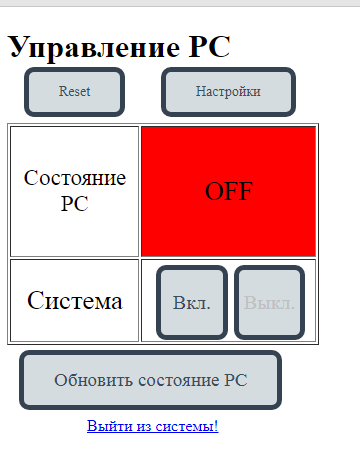 Управление PC
Reset Настройки
Состояние
PC
OFF
Система
Вкл. Выкл.
Обновить состояние PC
Выйти из системы!